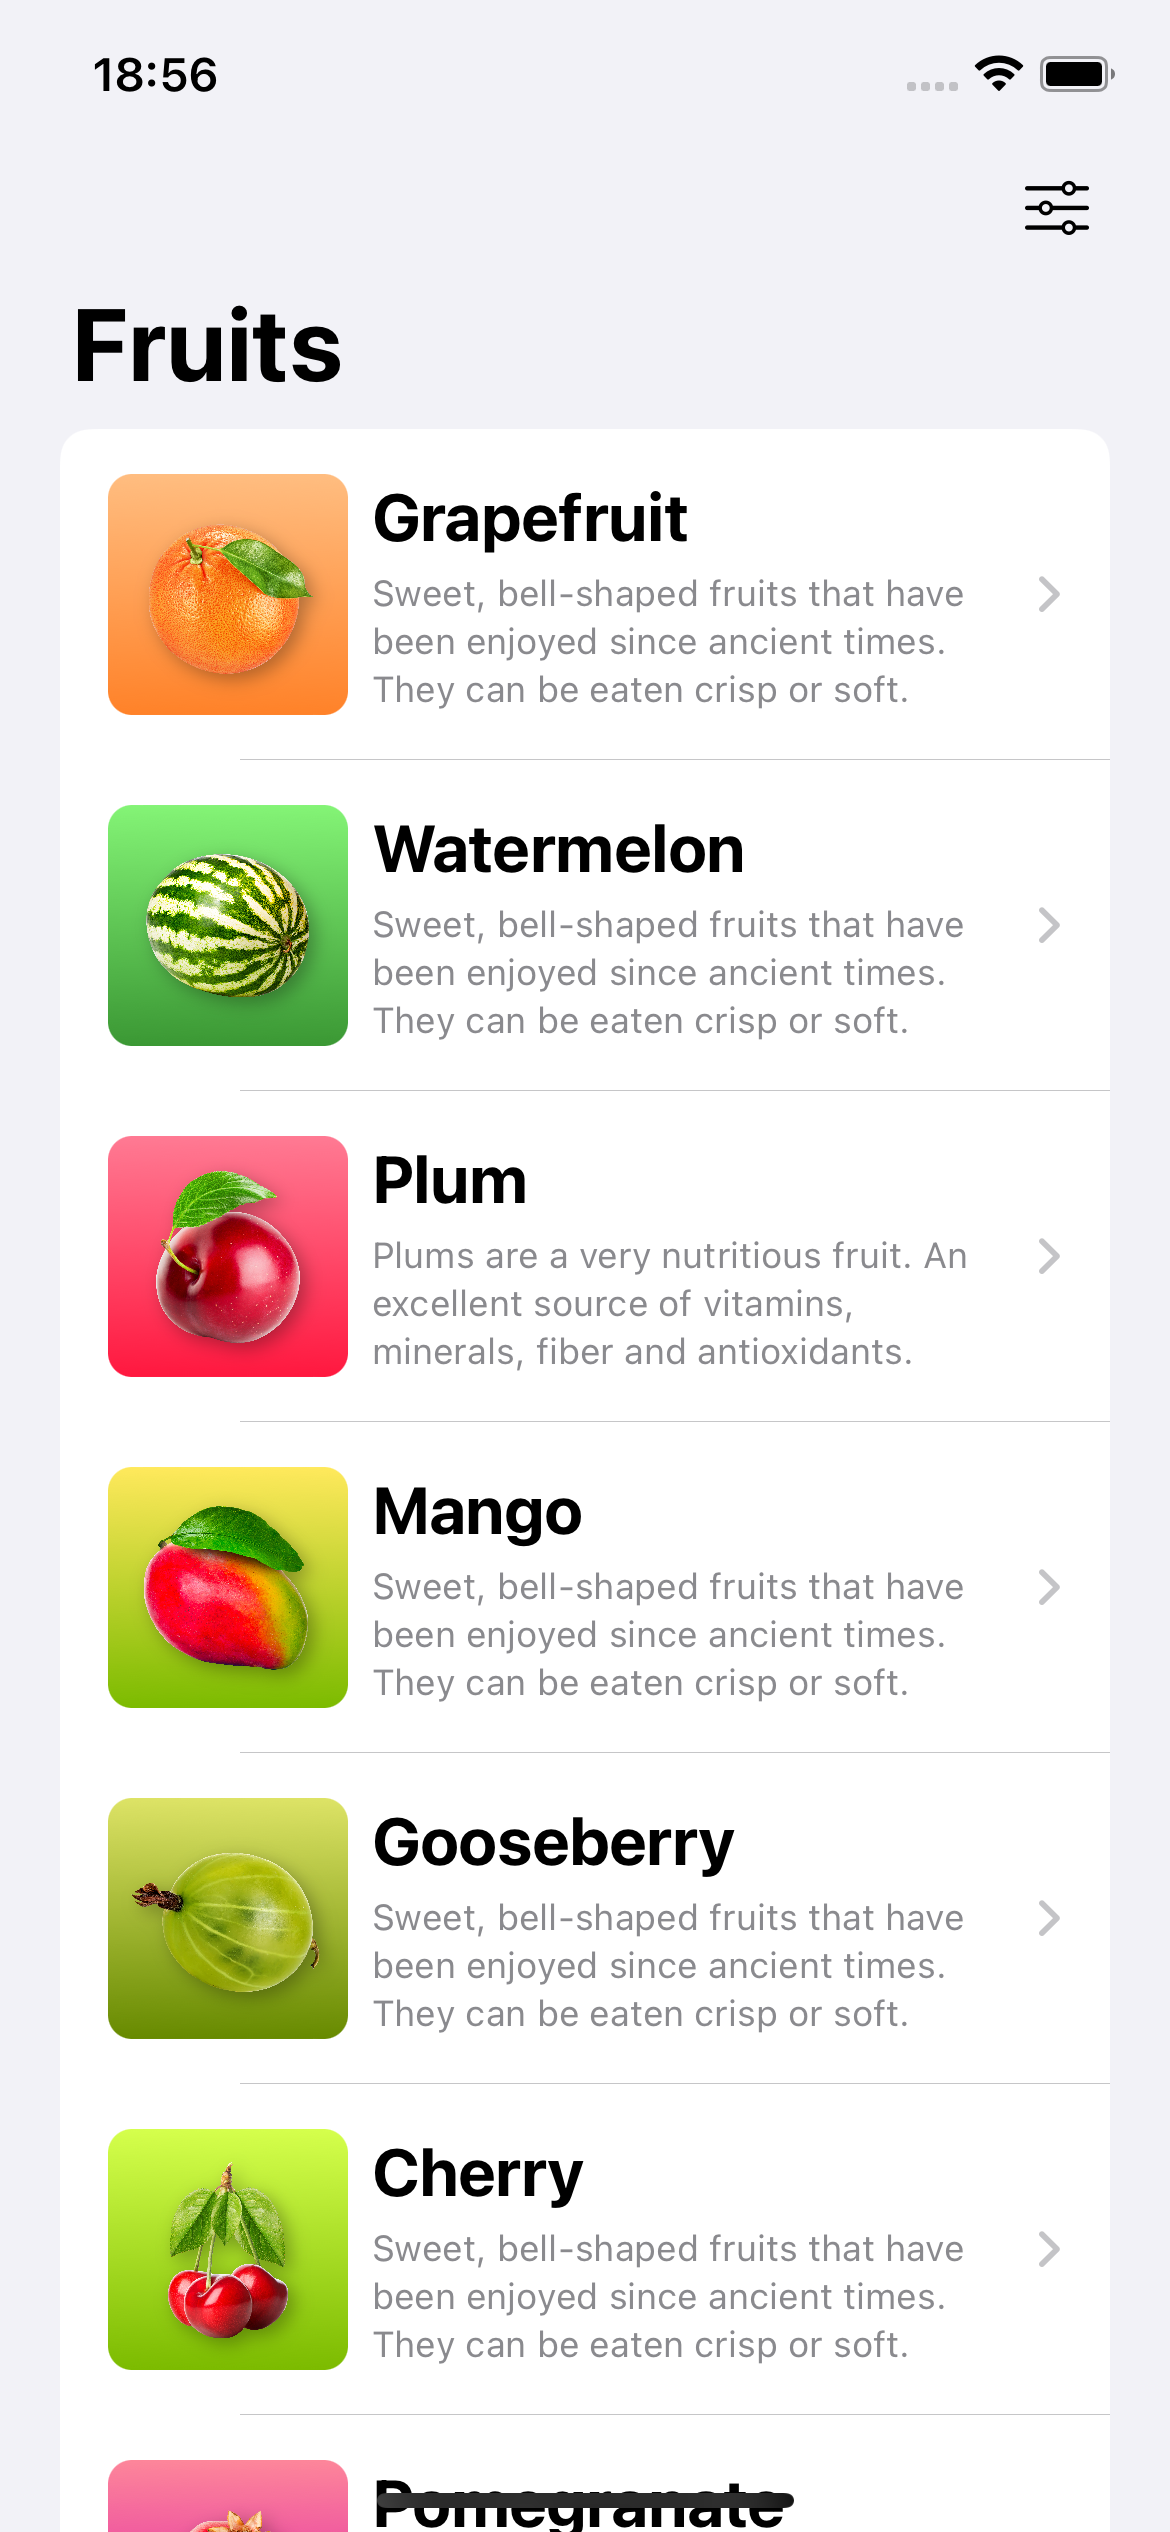 18:56
Fruits
Grapefruit
Sweet, bell-shaped fruits that have
been enjoyed since ancient times.
They can be eaten crisp or soft.
Watermelon
Sweet, bell-shaped fruits that have
been enjoyed since ancient times.
They can be eaten crisp or soft.
Plum
Plums are a very nutritious fruit. An
excellent source of vitamins,
minerals, fiber and antioxidants.
Mango
Sweet, bell-shaped fruits that have
been enjoyed since ancient times.
They can be eaten crisp or soft.
Gooseberry
Sweet, bell-shaped fruits that have
been enjoyed since ancient times.
They can be eaten crisp or soft.
Cherry
Sweet, bell-shaped fruits that have
been enjoyed since ancient times.
They can be eaten crisp or soft.
Pomegranate